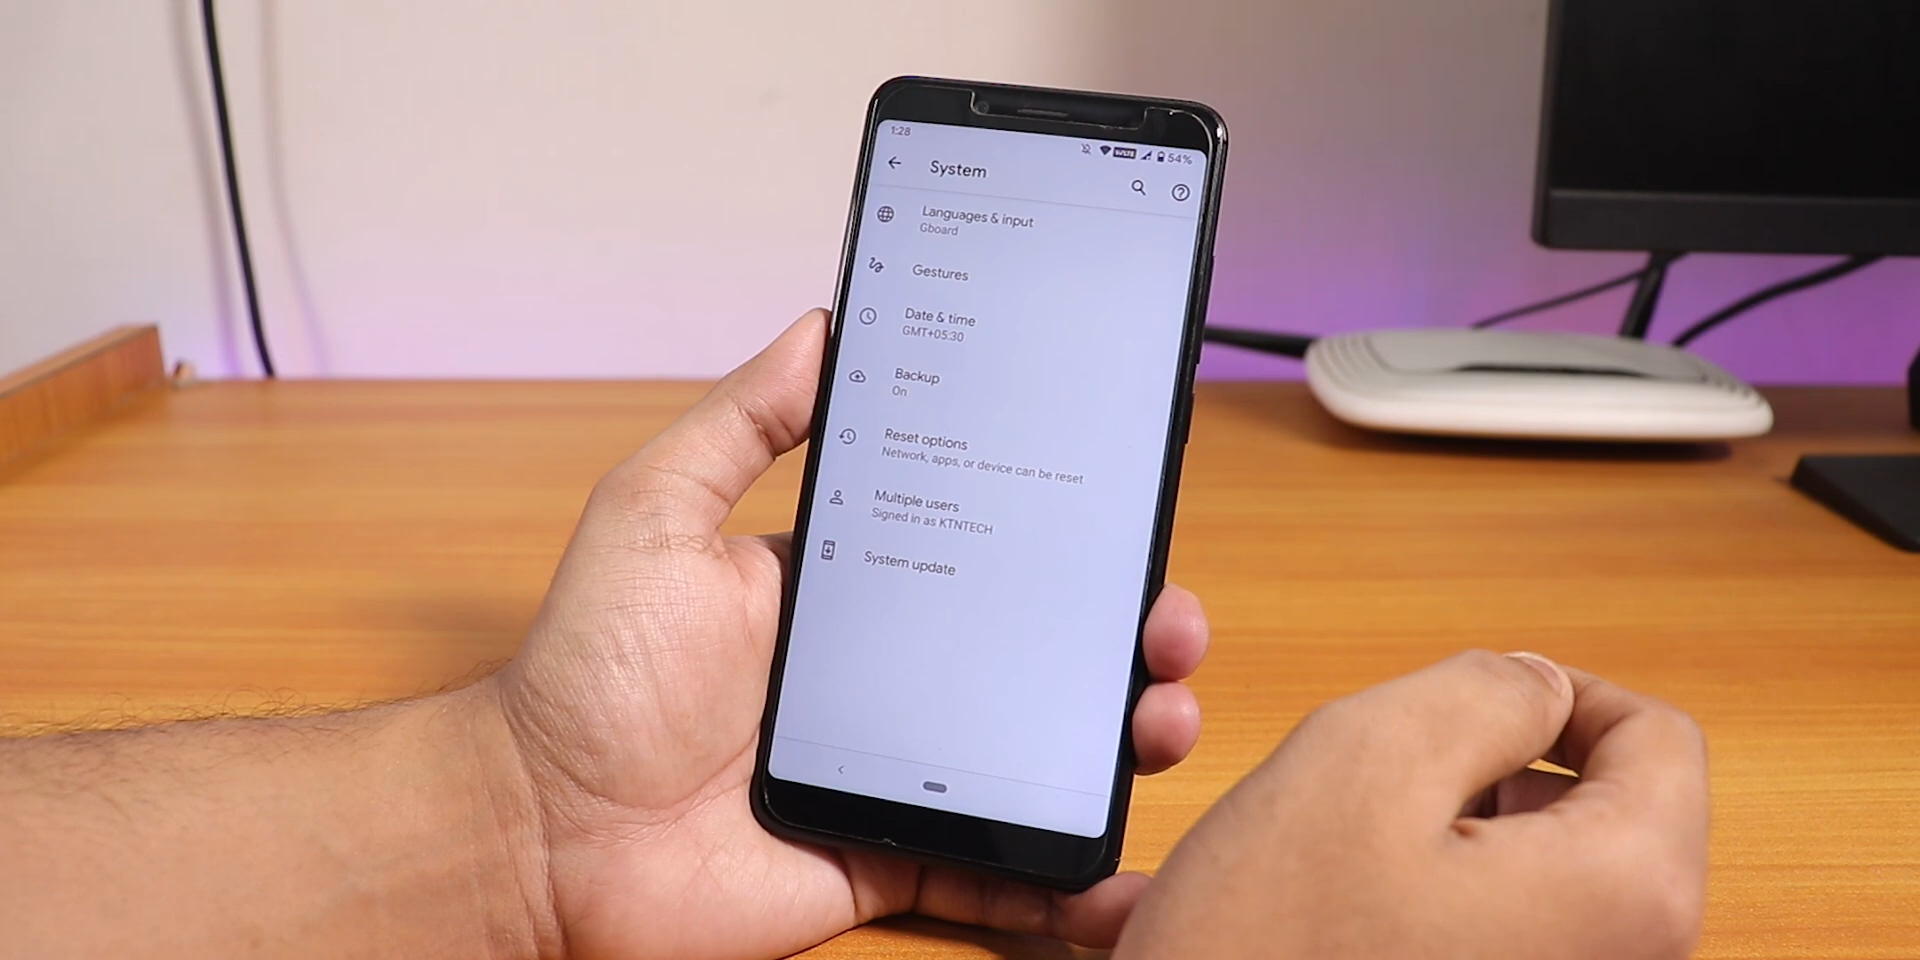 1:28
54%
System
Languages & input
Gboard
Gestures
Date & time
GMT+05:30
Backup
On
Reset options
Network, apps, or device can be reset
Multiple users
Signed in as KTNTECH
System update